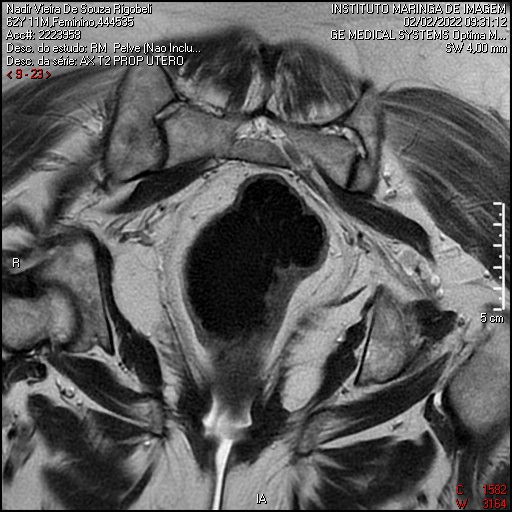 Nadir Vieira De Souza Rigobeli
62Y 11M,Feminino,444535
Acc#: 2223953
Desc. do estudo: RM  Pelve (Nao Inclu...
Desc. da série: AX T2 PROP UTERO
< 9 - 23 >
INSTITUTO MARINGA DE IMAGEM
02/02/2022 09:31:12
GE MEDICAL SYSTEMS Optima M...
SW 4,00 mm
R
5 cm
IA
C 1582
W 3164